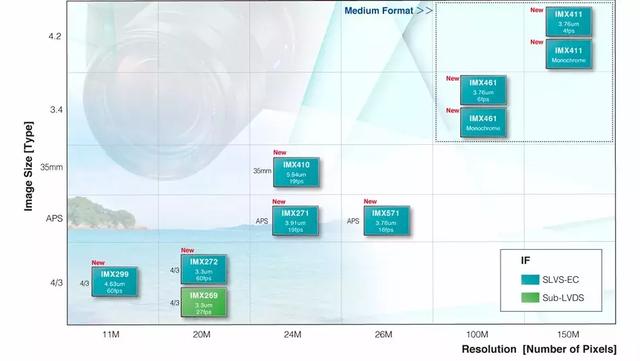 Medium Format >>
New
IMX411
3.76um
4fps
New
IMX411
Monochrome
4.2
New
IMX461
3.76um
6fps
New
IMX461
Monochrome
3.4
Image Size [Type]
New
35mm
IMX410
5.94um
19fps
35mm
New
APS
IMX271
3.91um
19fps
New
APS
IMX571
3.76um
16fps
APS
New
4/3
IMX299
4.63um
60fps
New
4/3
IMX272
3.3um
60fps
4/3
IMX269
3.3um
27fps
4/3
IF
SLVS-EC
Sub-LVDS
11M
20M
24M
26M
100M
150M
Resolution [Number of Pixels]